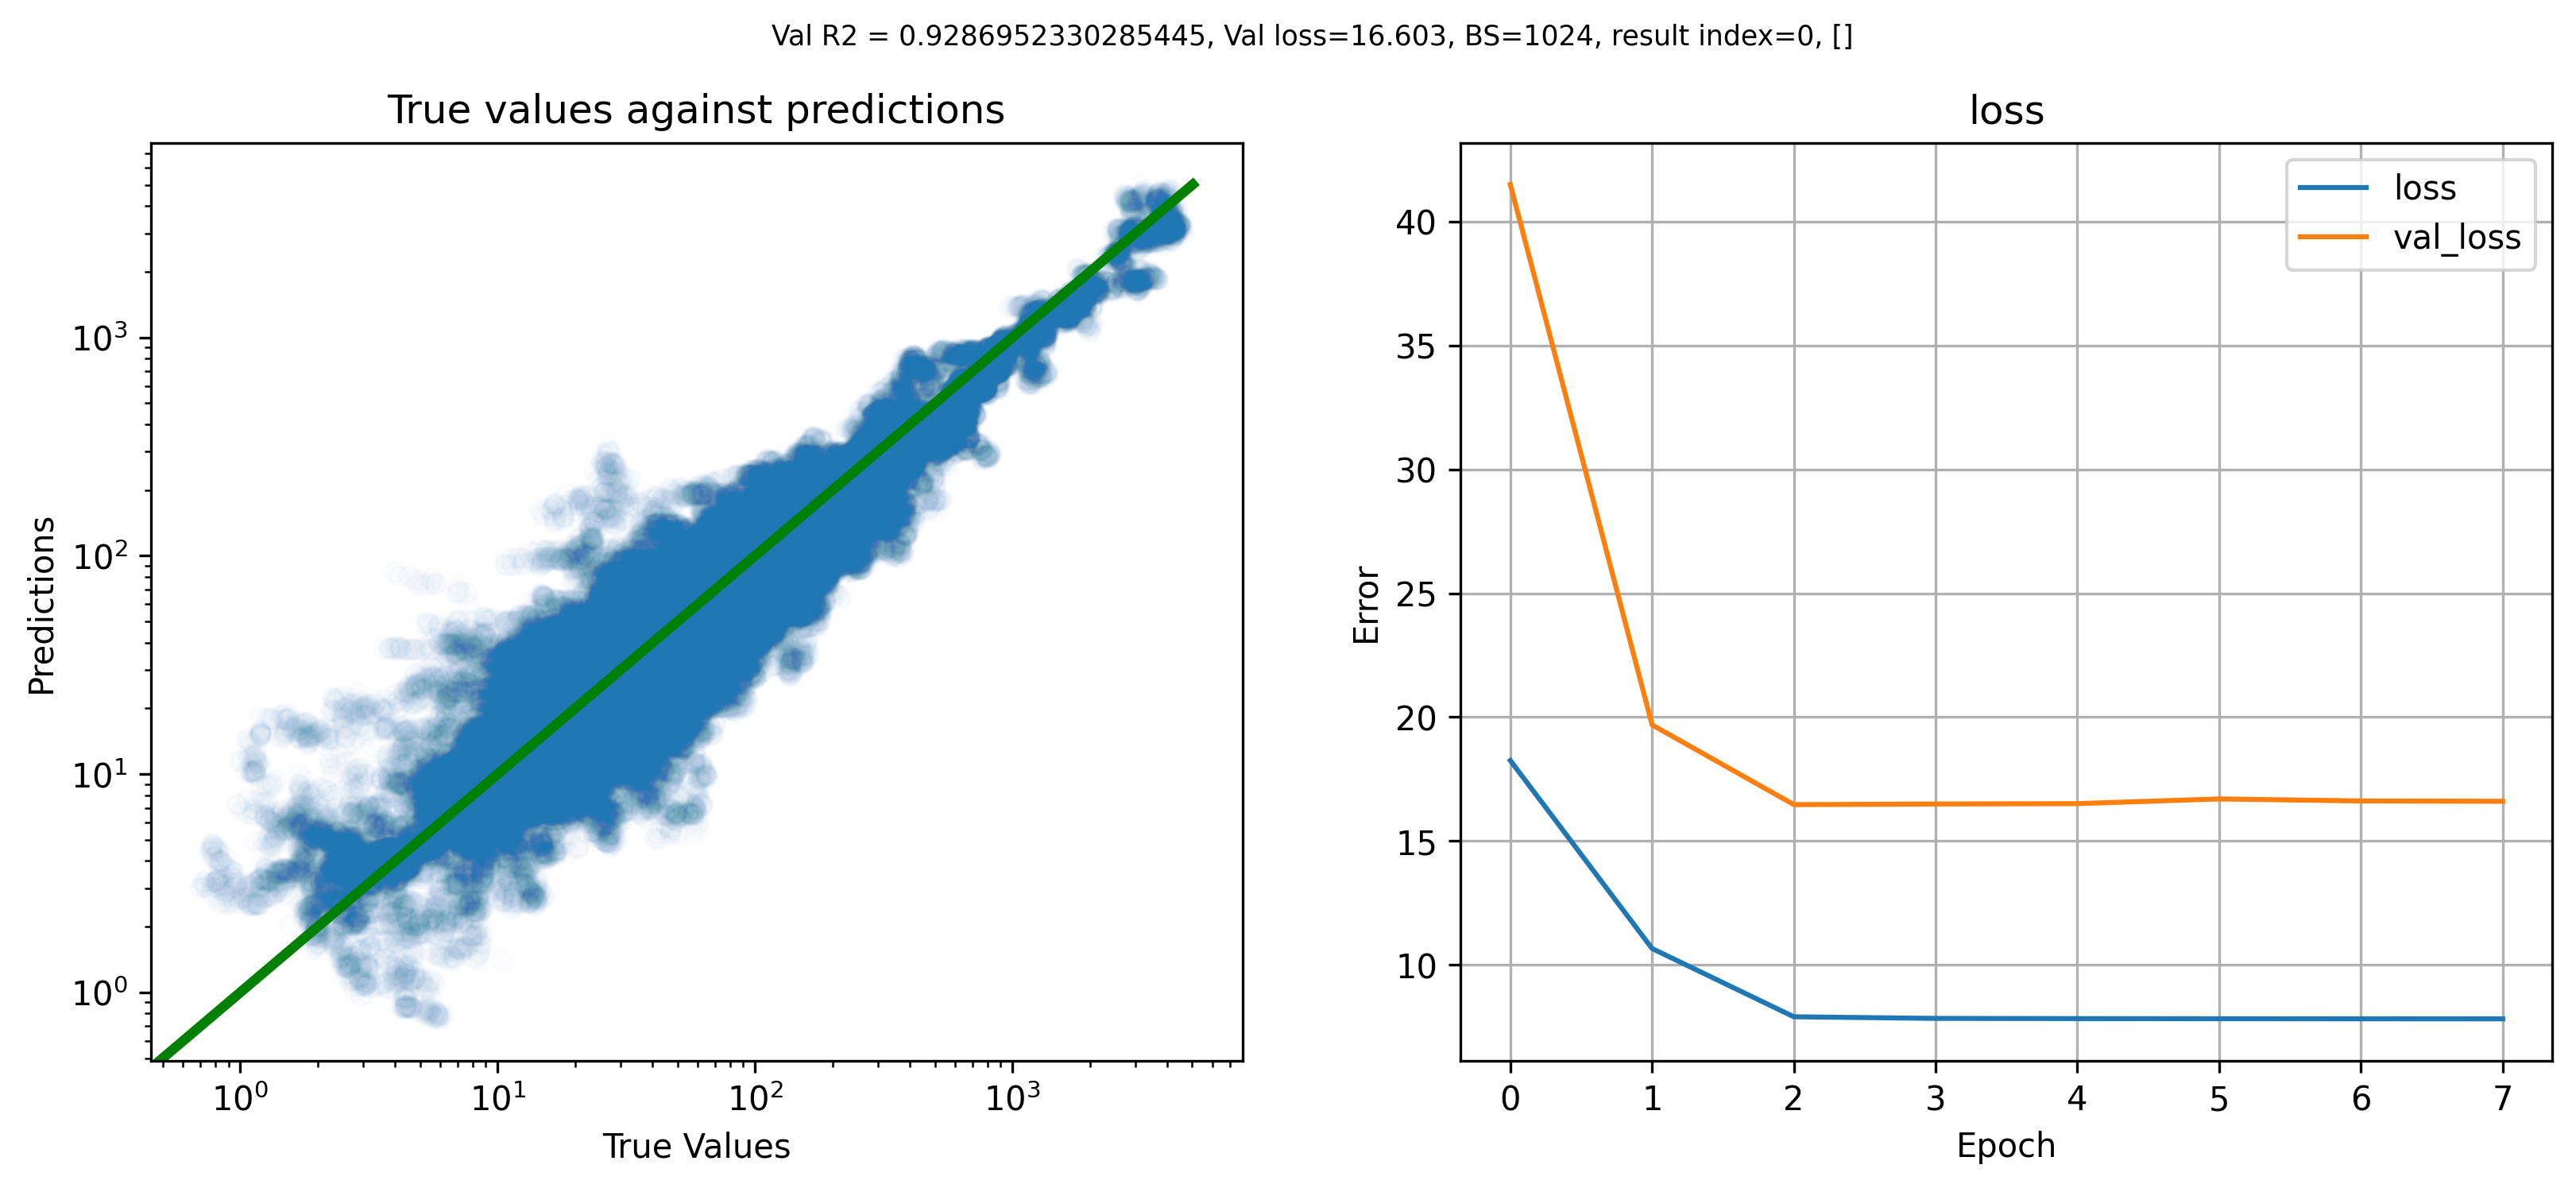 Val R2 = 0.9286952330285445, Val loss=16.603, BS=1024, result index=0, []
True values against predictions
Predictions
10³
10²
10¹
10⁰
10⁰ 10¹ 10² 10³
True Values
loss
loss
val_loss
Error
40
35
30
25
20
15
10
0 1 2 3 4 5 6 7
Epoch